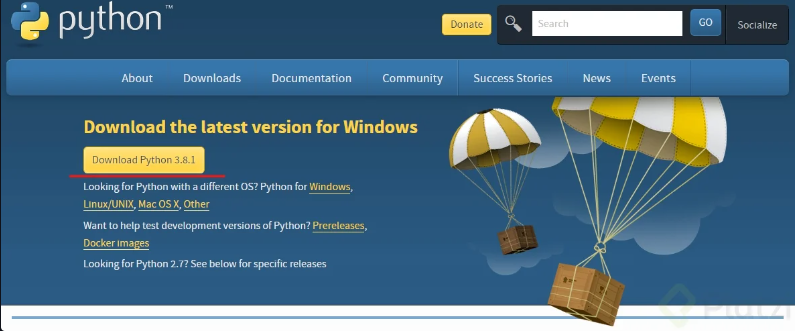 python™
Donate
Search
GO
Socialize
About
Downloads
Documentation
Community
Success Stories
News
Events
Download the latest version for Windows
Download Python 3.8.1
Looking for Python with a different OS? Python for Windows,
Linux/UNIX, Mac OS X, Other
Want to help test development versions of Python? Prereleases,
Docker images
Looking for Python 2.7? See below for specific releases
Platzi